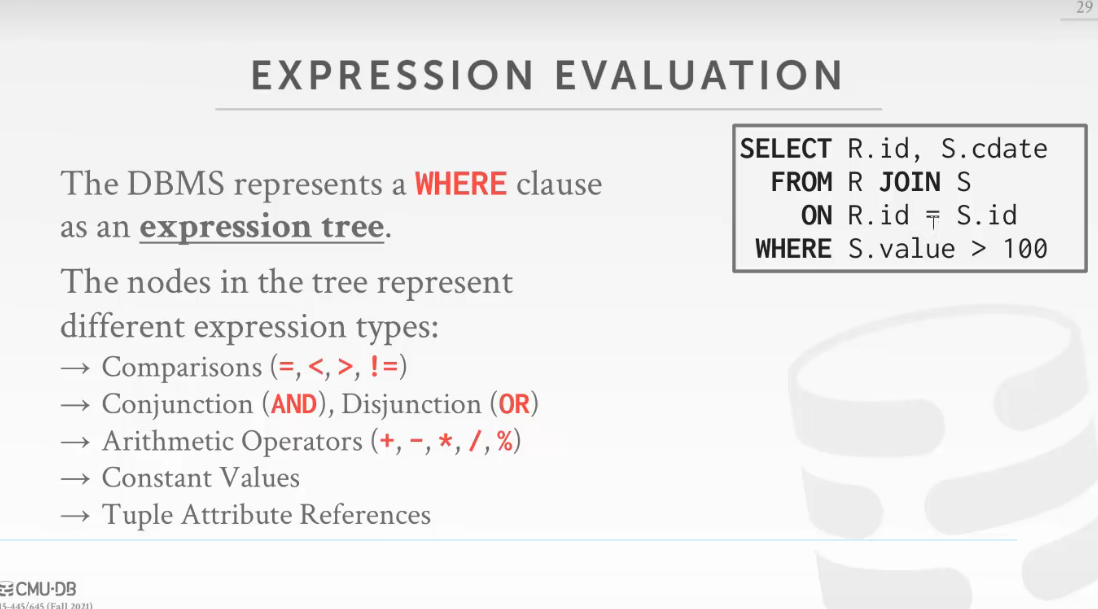 29
EXPRESSION EVALUATION
The DBMS represents a WHERE clause
as an expression tree.
The nodes in the tree represent
different expression types:
→ Comparisons (=, <, >, !=)
→ Conjunction (AND), Disjunction (OR)
→ Arithmetic Operators (+, -, *, /, %)
→ Constant Values
→ Tuple Attribute References
SELECT R.id, S.cdate
FROM R JOIN S
ON R.id = S.id
WHERE S.value > 100
CMU·DB
15-445/645 (Fall 2021)